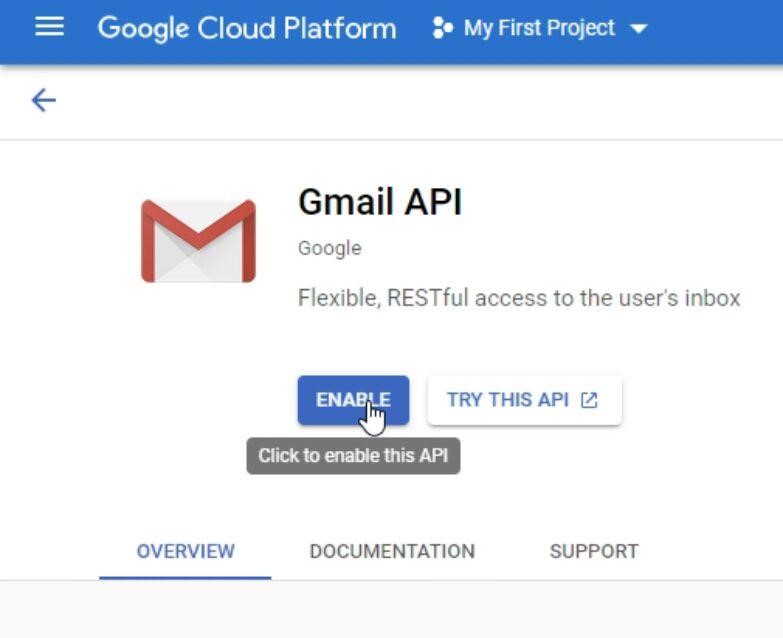 Google Cloud Platform My First Project
Gmail API
Google
Flexible, RESTful access to the user's inbox
ENABLE TRY THIS API
Click to enable this API
OVERVIEW DOCUMENTATION SUPPORT